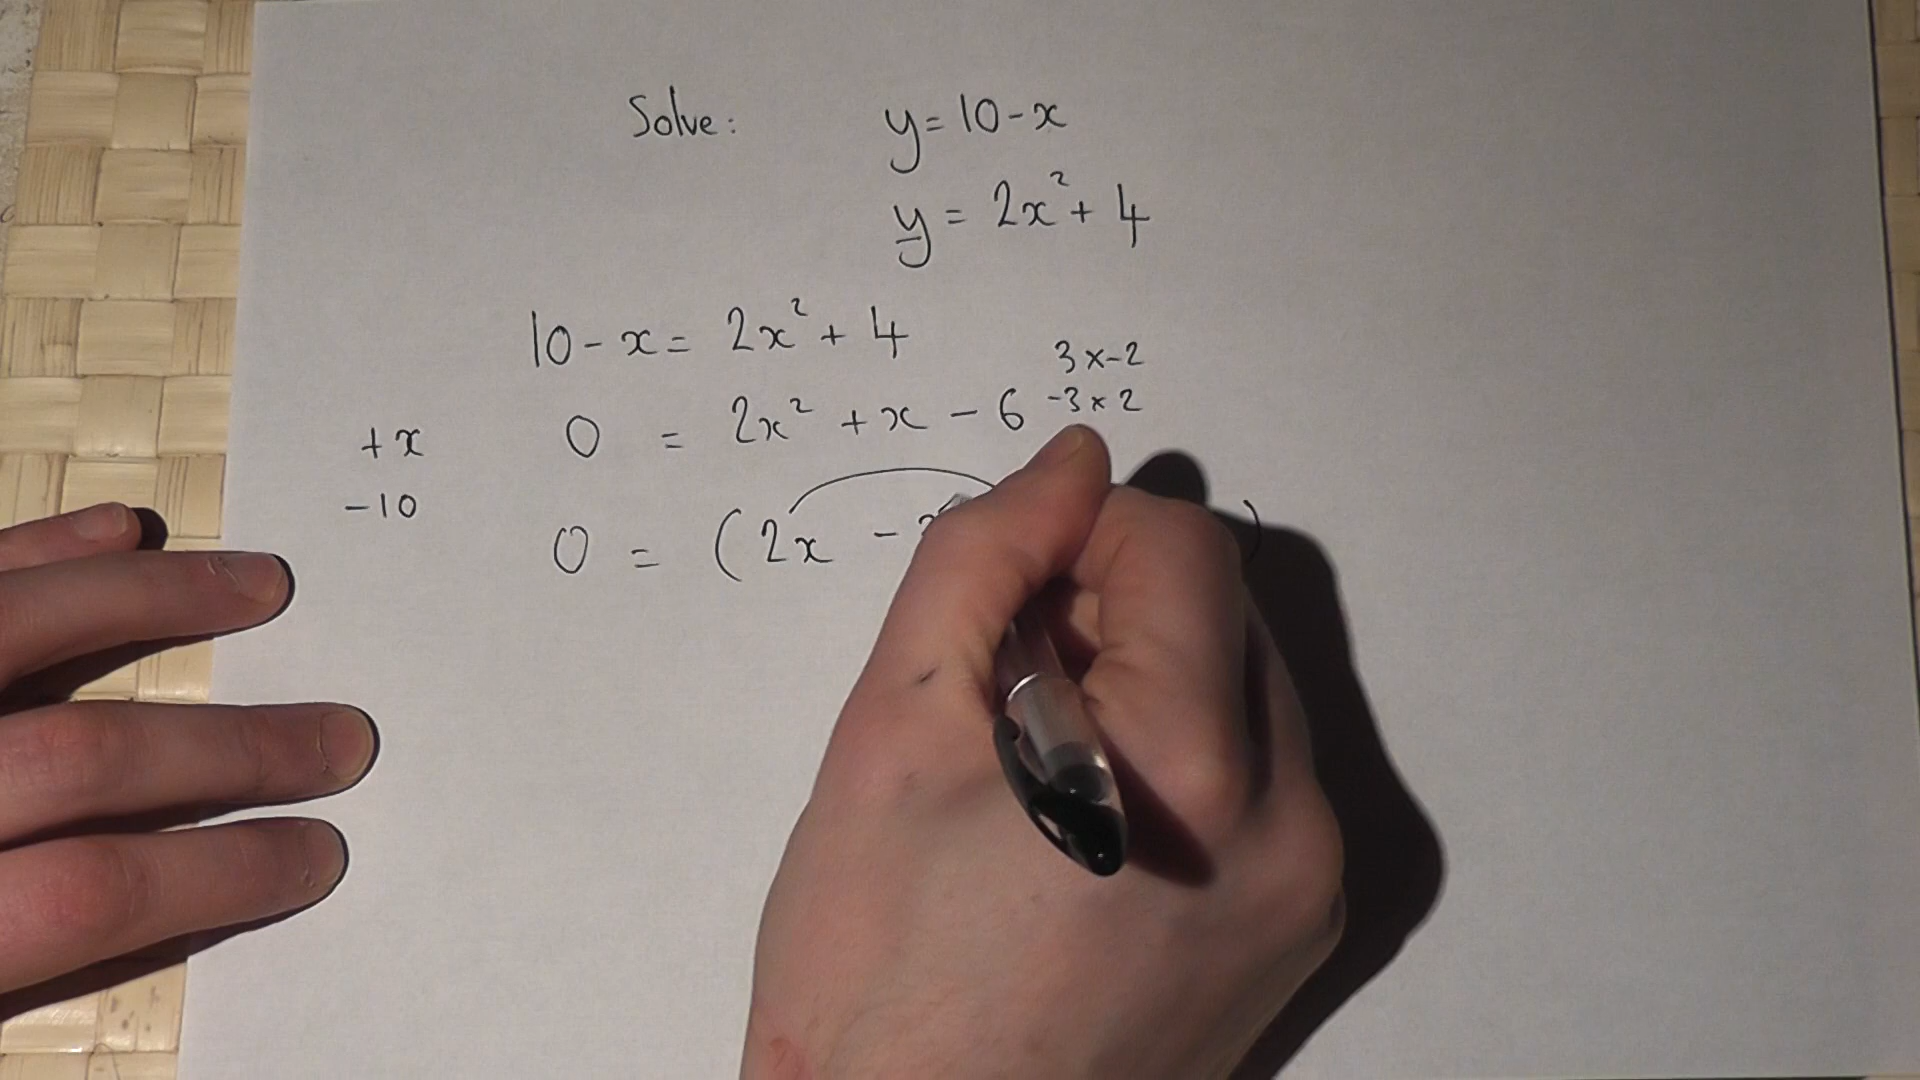 Solve: y = 10 - x
y = 2x² + 4
10 - x = 2x² + 4
3 x -2
+x 0 = 2x² + x - 6 -3 x 2
-10
0 = (2x - )